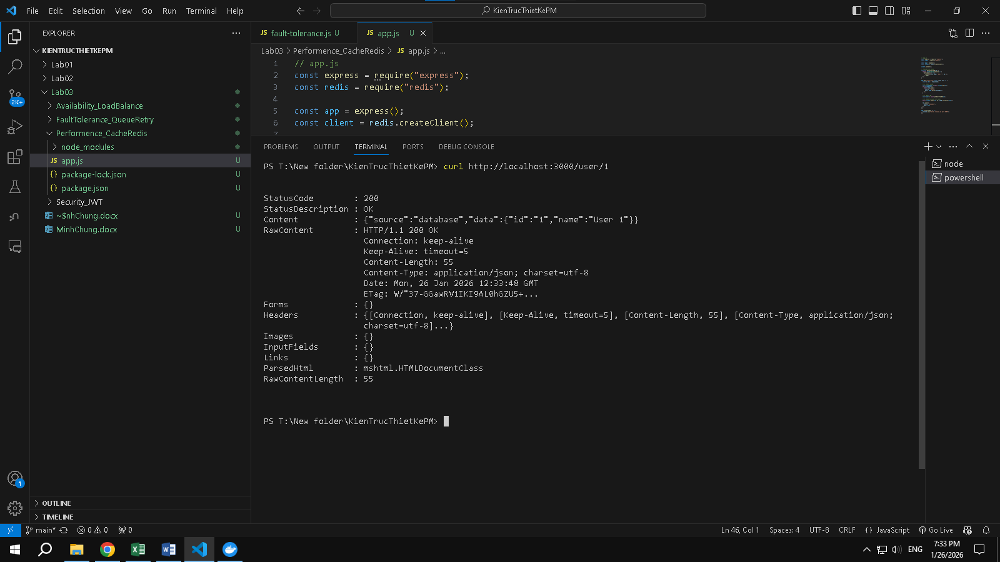 File Edit Selection View Go Run Terminal Help
KienTrucThietKePM
EXPLORER
KIENTRUCTHIETKEPM
Lab01
Lab02
Lab03
Availability_LoadBalance
FaultTolerance_QueueRetry
Performence_CacheRedis
node_modules
JS app.js U
{} package-lock.json U
{} package.json U
Security_JWT
~$nhChung.docx U
MinhChung.docx U
OUTLINE
TIMELINE
2K+
1
JS fault-tolerance.js U
JS app.js U
Lab03 > Performence_CacheRedis > JS app.js > ...
1 // app.js
2 const express = require("express");
3 const redis = require("redis");
4
5 const app = express();
6 const client = redis.createClient();
7
PROBLEMS OUTPUT TERMINAL PORTS DEBUG CONSOLE
node
powershell
PS T:\New folder\KienTrucThietKePM> curl http://localhost:3000/user/1
StatusCode : 200
StatusDescription : OK
Content : {"source":"database","data":{"id":"1","name":"User 1"}}
RawContent : HTTP/1.1 200 OK
Connection: keep-alive
Keep-Alive: timeout=5
Content-Length: 55
Content-Type: application/json; charset=utf-8
Date: Mon, 26 Jan 2026 12:33:48 GMT
ETag: W/"37-GGawRV1IKI9AL0hGZU5+...
Forms : {}
Headers : {[Connection, keep-alive], [Keep-Alive, timeout=5], [Content-Length, 55], [Content-Type, application/json;
charset=utf-8]...}
Images : {}
InputFields : {}
Links : {}
ParsedHtml : mshtml.HTMLDocumentClass
RawContentLength : 55
PS T:\New folder\KienTrucThietKePM>
main* 0 0 0
Ln 46, Col 1 Spaces: 4 UTF-8 CRLF {} JavaScript Go Live
ENG
7:33 PM
1/26/2026